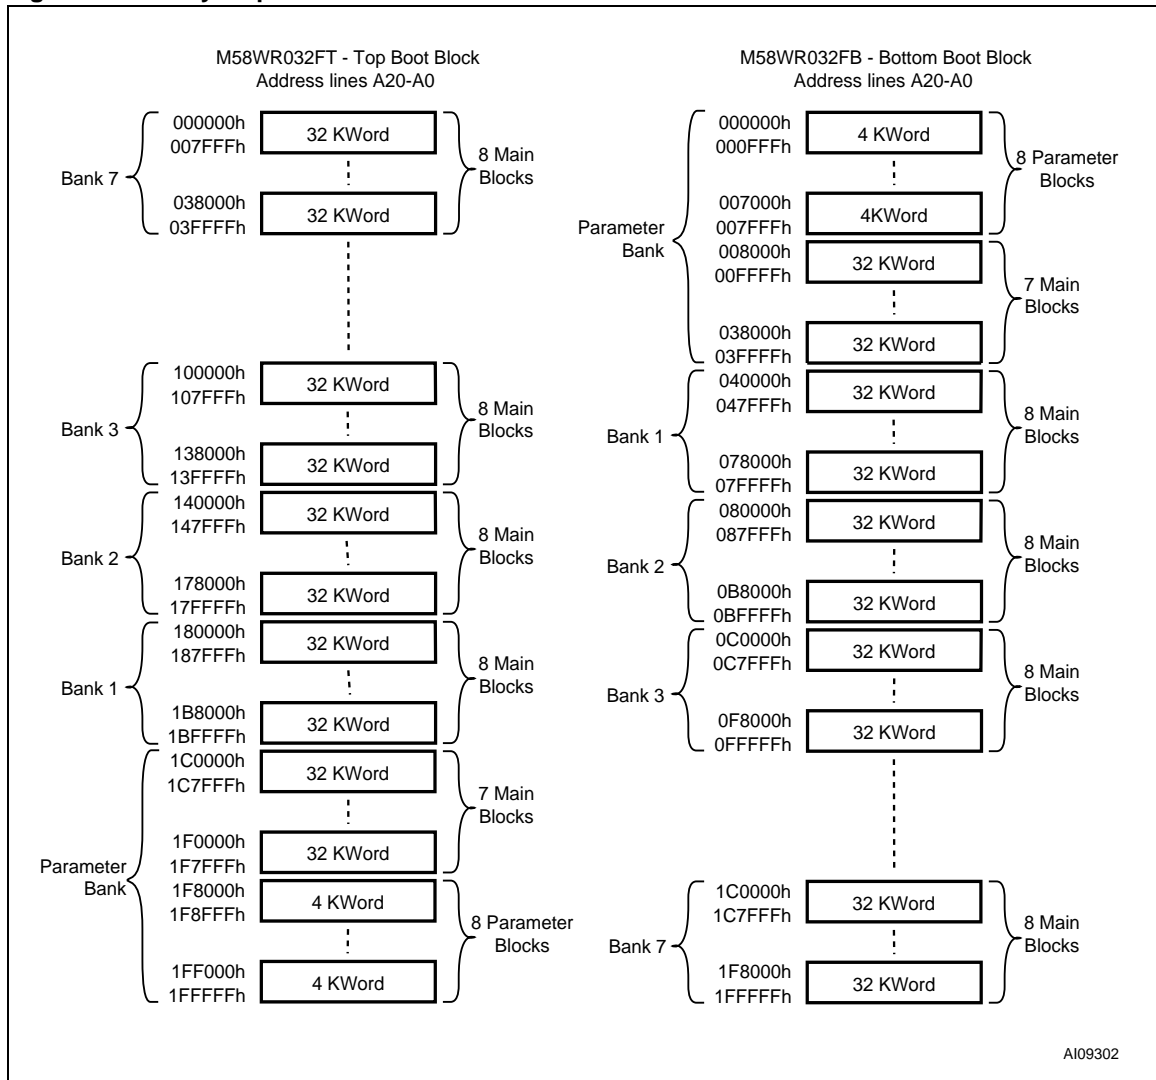 M58WR032FT - Top Boot Block
Address lines A20-A0
Bank 7
000000h
007FFFh
32 KWord
038000h
03FFFFh
32 KWord
8 Main
Blocks
Bank 3
100000h
107FFFh
32 KWord
138000h
13FFFFh
32 KWord
8 Main
Blocks
Bank 2
140000h
147FFFh
32 KWord
178000h
17FFFFh
32 KWord
8 Main
Blocks
Bank 1
180000h
187FFFh
32 KWord
1B8000h
1BFFFFh
32 KWord
8 Main
Blocks
Parameter
Bank
1C0000h
1C7FFFh
32 KWord
1F0000h
1F7FFFh
32 KWord
7 Main
Blocks
1F8000h
1F8FFFh
4 KWord
1FF000h
1FFFFFh
4 KWord
8 Parameter
Blocks
M58WR032FB - Bottom Boot Block
Address lines A20-A0
Parameter
Bank
000000h
000FFFh
4 KWord
007000h
007FFFh
4KWord
8 Parameter
Blocks
008000h
00FFFFh
32 KWord
038000h
03FFFFh
32 KWord
7 Main
Blocks
Bank 1
040000h
047FFFh
32 KWord
078000h
07FFFFh
32 KWord
8 Main
Blocks
Bank 2
080000h
087FFFh
32 KWord
0B8000h
0BFFFFh
32 KWord
8 Main
Blocks
Bank 3
0C0000h
0C7FFFh
32 KWord
0F8000h
0FFFFFh
32 KWord
8 Main
Blocks
Bank 7
1C0000h
1C7FFFh
32 KWord
1F8000h
1FFFFFh
32 KWord
8 Main
Blocks
AI09302